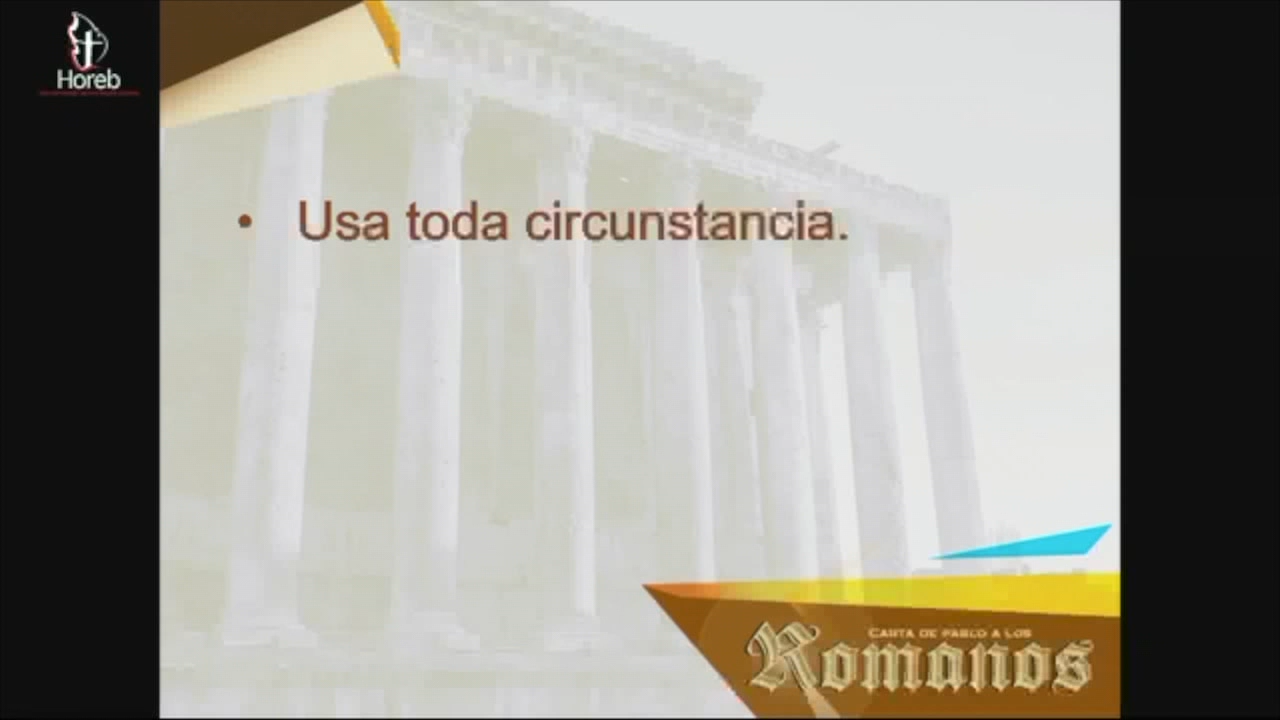 Horeb
• Usa toda circunstancia.
CARTA DE PABLO A LOS
Romanos